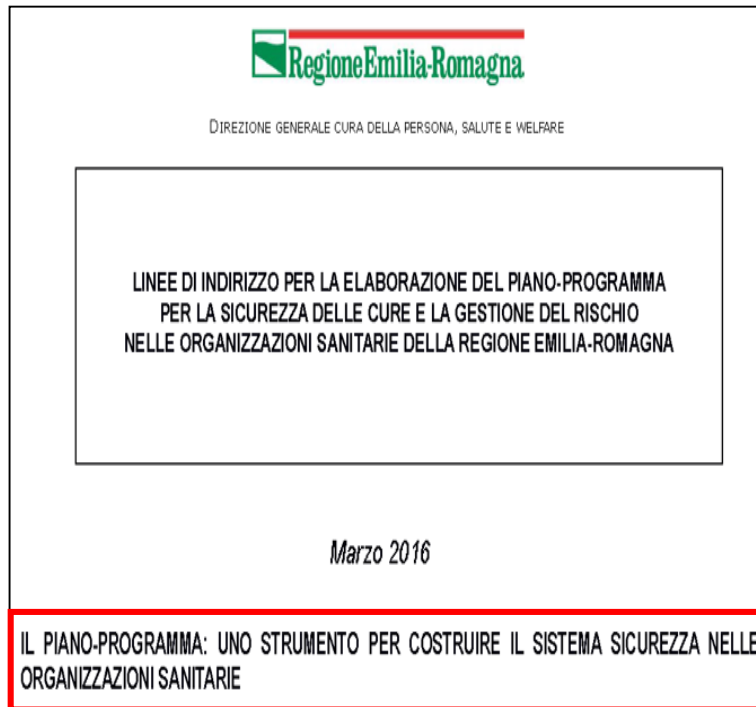 RegioneEmilia-Romagna
DIREZIONE GENERALE CURA DELLA PERSONA, SALUTE E WELFARE
LINEE DI INDIRIZZO PER LA ELABORAZIONE DEL PIANO-PROGRAMMA
PER LA SICUREZZA DELLE CURE E LA GESTIONE DEL RISCHIO
NELLE ORGANIZZAZIONI SANITARIE DELLA REGIONE EMILIA-ROMAGNA
Marzo 2016
IL PIANO-PROGRAMMA: UNO STRUMENTO PER COSTRUIRE IL SISTEMA SICUREZZA NELLE
ORGANIZZAZIONI SANITARIE